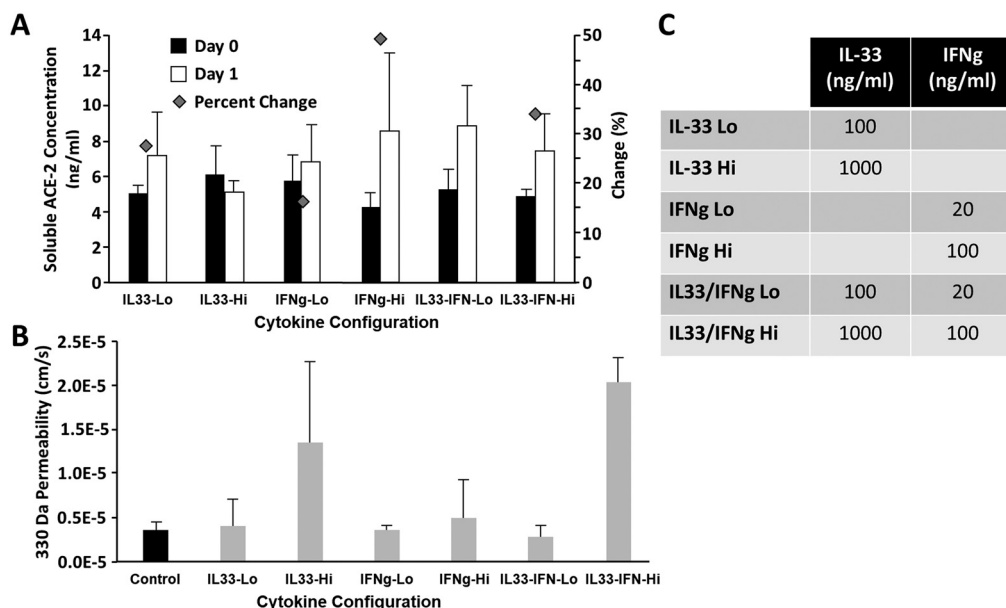 A
Soluble ACE-2 Concentration
(ng/ml)
14
12
10
8
6
4
2
0
Day 0
Day 1
Percent Change
50
40
30
20
10
0
Change (%)
IL33-Lo IL33-Hi IFNg-Lo IFNg-Hi IL33-IFN-Lo IL33-IFN-Hi
Cytokine Configuration
B
330 Da Permeability (cm/s)
2.5E-5
2.0E-5
1.5E-5
1.0E-5
0.5E-5
0.0E-5
Control IL33-Lo IL33-Hi IFNg-Lo IFNg-Hi IL33-IFN-Lo IL33-IFN-Hi
Cytokine Configuration
C
IL-33 IFNg
(ng/ml) (ng/ml)
IL-33 Lo 100
IL-33 Hi 1000
IFNg Lo 20
IFNg Hi 100
IL33/IFNg Lo 100 20
IL33/IFNg Hi 1000 100